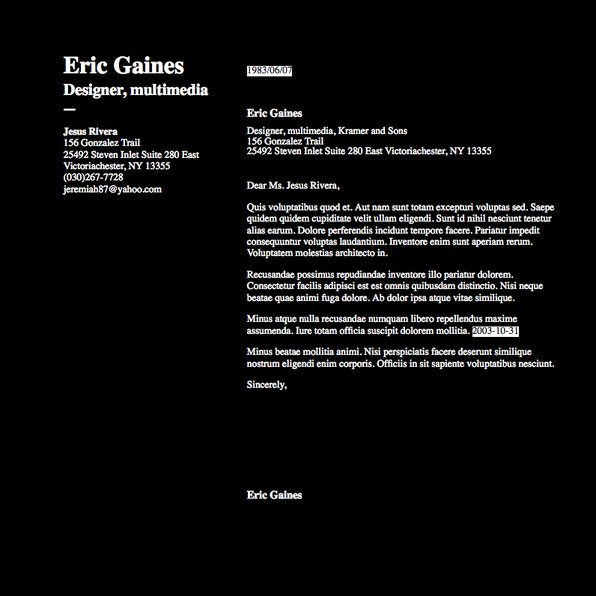 Eric Gaines
Designer, multimedia
—
Jesus Rivera
156 Gonzalez Trail
25492 Steven Inlet Suite 280 East
Victoriachester, NY 13355
(030)267-7728
jeremiah87@yahoo.com
1983/06/07
Eric Gaines
Designer, multimedia, Kramer and Sons
156 Gonzalez Trail
25492 Steven Inlet Suite 280 East Victoriachester, NY 13355
Dear Ms. Jesus Rivera,
Quis voluptatibus quod et. Aut nam sunt totam excepturi voluptas sed. Saepe
quidem quidem cupiditate velit ullam eligendi. Sunt id nihil nesciunt tenetur
alias earum. Dolore perferendis incidunt tempore facere. Pariatur impedit
consequuntur voluptas laudantium. Inventore enim sunt aperiam rerum.
Voluptatem molestias architecto in.
Recusandae possimus repudiandae inventore illo pariatur dolorem.
Consectetur facilis adipisci est est omnis quibusdam distinctio. Nisi neque
beatae quae animi fuga dolore. Ab dolor ipsa atque vitae similique.
Minus atque nulla recusandae numquam libero repellendus maxime
assumenda. Iure totam officia suscipit dolorem mollitia. 2003-10-31
Minus beatae mollitia animi. Nisi perspiciatis facere deserunt similique
nostrum eligendi enim corporis. Officiis in sit sapiente voluptatibus nesciunt.
Sincerely,
Eric Gaines